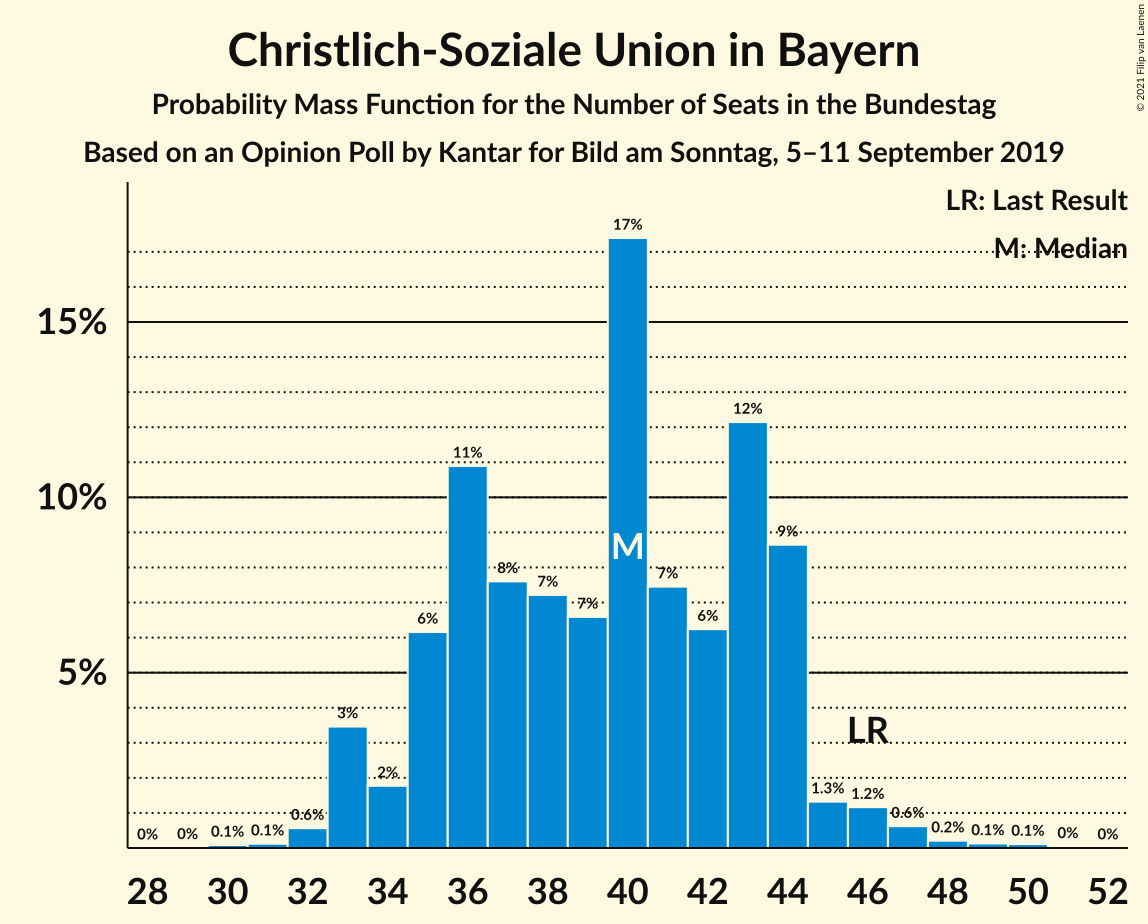 Christlich-Soziale Union in Bayern
Probability Mass Function for the Number of Seats in the Bundestag
Based on an Opinion Poll by Kantar for Bild am Sonntag, 5–11 September 2019
© 2021 Filip van Laenen
LR: Last Result
M: Median
15%
10%
5%
0% 0% 0.1% 0.1% 0.6% 3% 2% 6% 11% 8% 7% 7% 17% 7% 6% 12% 9% 1.3% 1.2% 0.6% 0.2% 0.1% 0.1% 0% 0%
M
LR
28 30 32 34 36 38 40 42 44 46 48 50 52